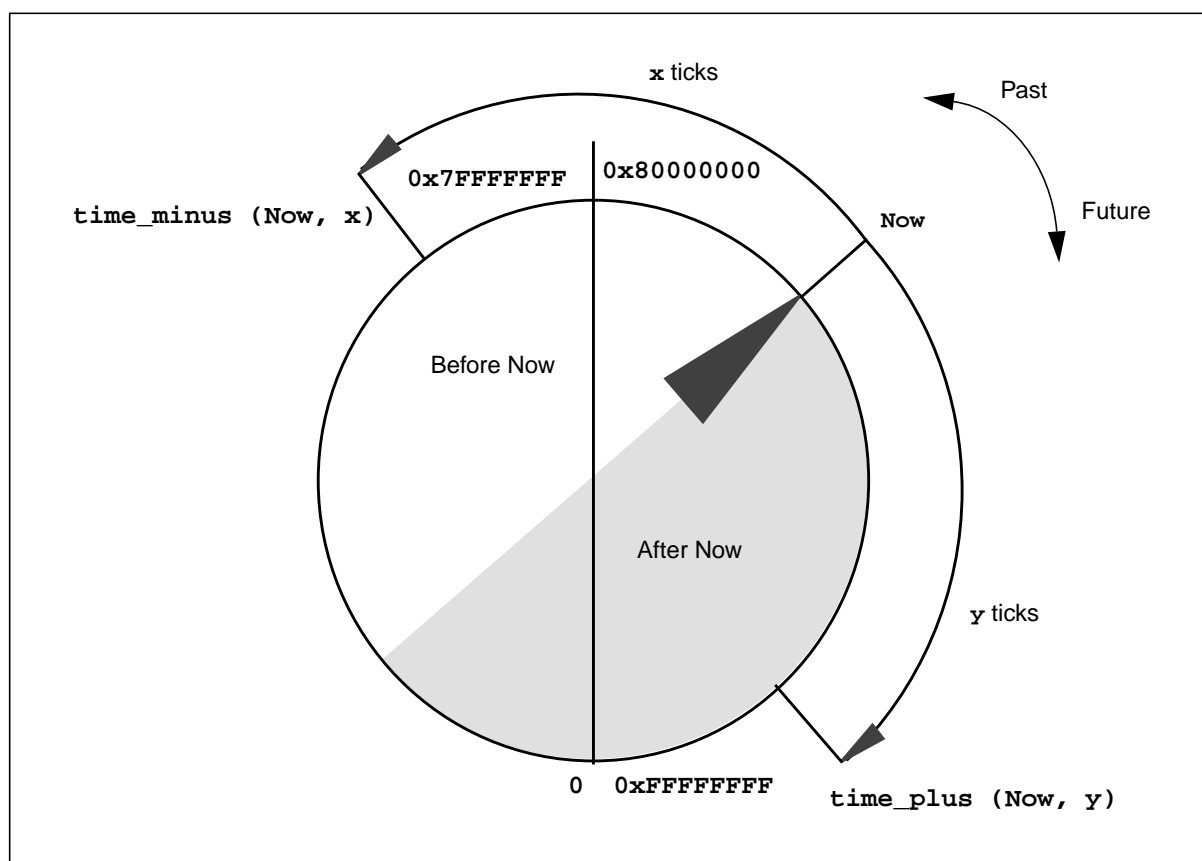 x ticks
Past
0x7FFFFFFF
0x80000000
time_minus (Now, x)
Now
Future
Before Now
After Now
y ticks
0
0xFFFFFFFF
time_plus (Now, y)